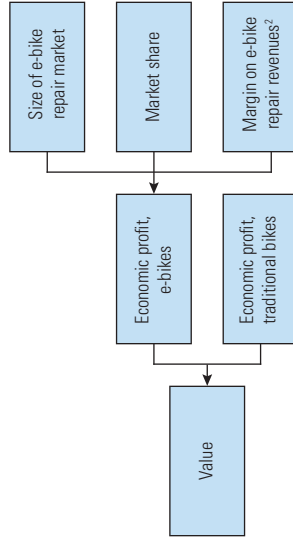 Size of e-bike
repair market
Market share
Margin on e-bike
repair revenues²
Economic profit,
e-bikes
Economic profit,
traditional bikes
Value